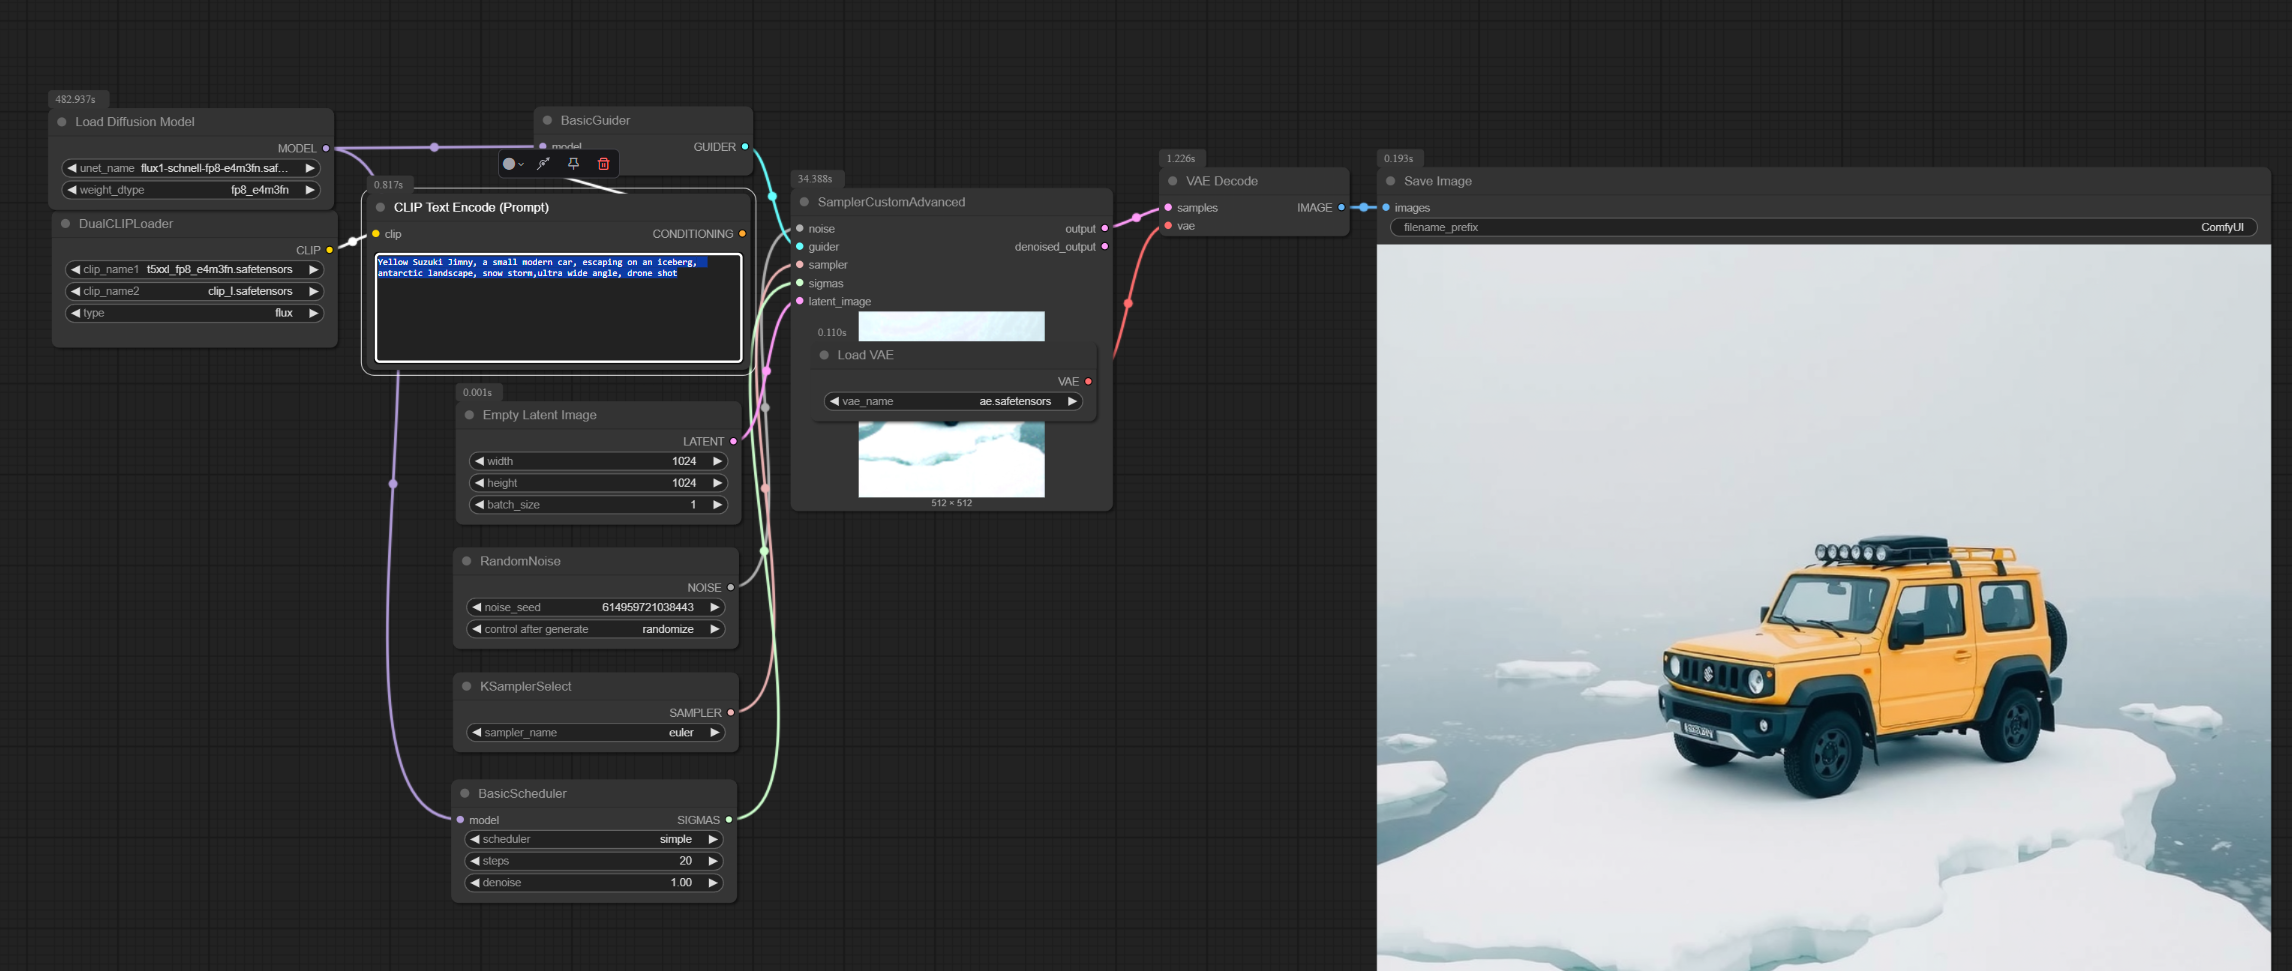 482.937s
Load Diffusion Model
MODEL
unet_name flux1-schnell-fp8-e4m3fn.saf...
weight_dtype fp8_e4m3fn
DualCLIPLoader
CLIP
clip_name1 t5xxl_fp8_e4m3fn.safetensors
clip_name2 clip_l.safetensors
type flux
BasicGuider
model GUIDER
0.817s
CLIP Text Encode (Prompt)
clip CONDITIONING
Yellow Suzuki Jimny, a small modern car, escaping on an iceberg,
antarctic landscape, snow storm,ultra wide angle, drone shot
0.001s
Empty Latent Image
LATENT
width 1024
height 1024
batch_size 1
RandomNoise
NOISE
noise_seed 614959721038443
control after generate randomize
KSamplerSelect
SAMPLER
sampler_name euler
BasicScheduler
model SIGMAS
scheduler simple
steps 20
denoise 1.00
34.388s
SamplerCustomAdvanced
noise output
guider denoised_output
sampler
sigmas
latent_image
0.110s
Load VAE
VAE
vae_name ae.safetensors
512 × 512
1.226s
VAE Decode
samples IMAGE
vae
0.193s
Save Image
images
filename_prefix ComfyUI